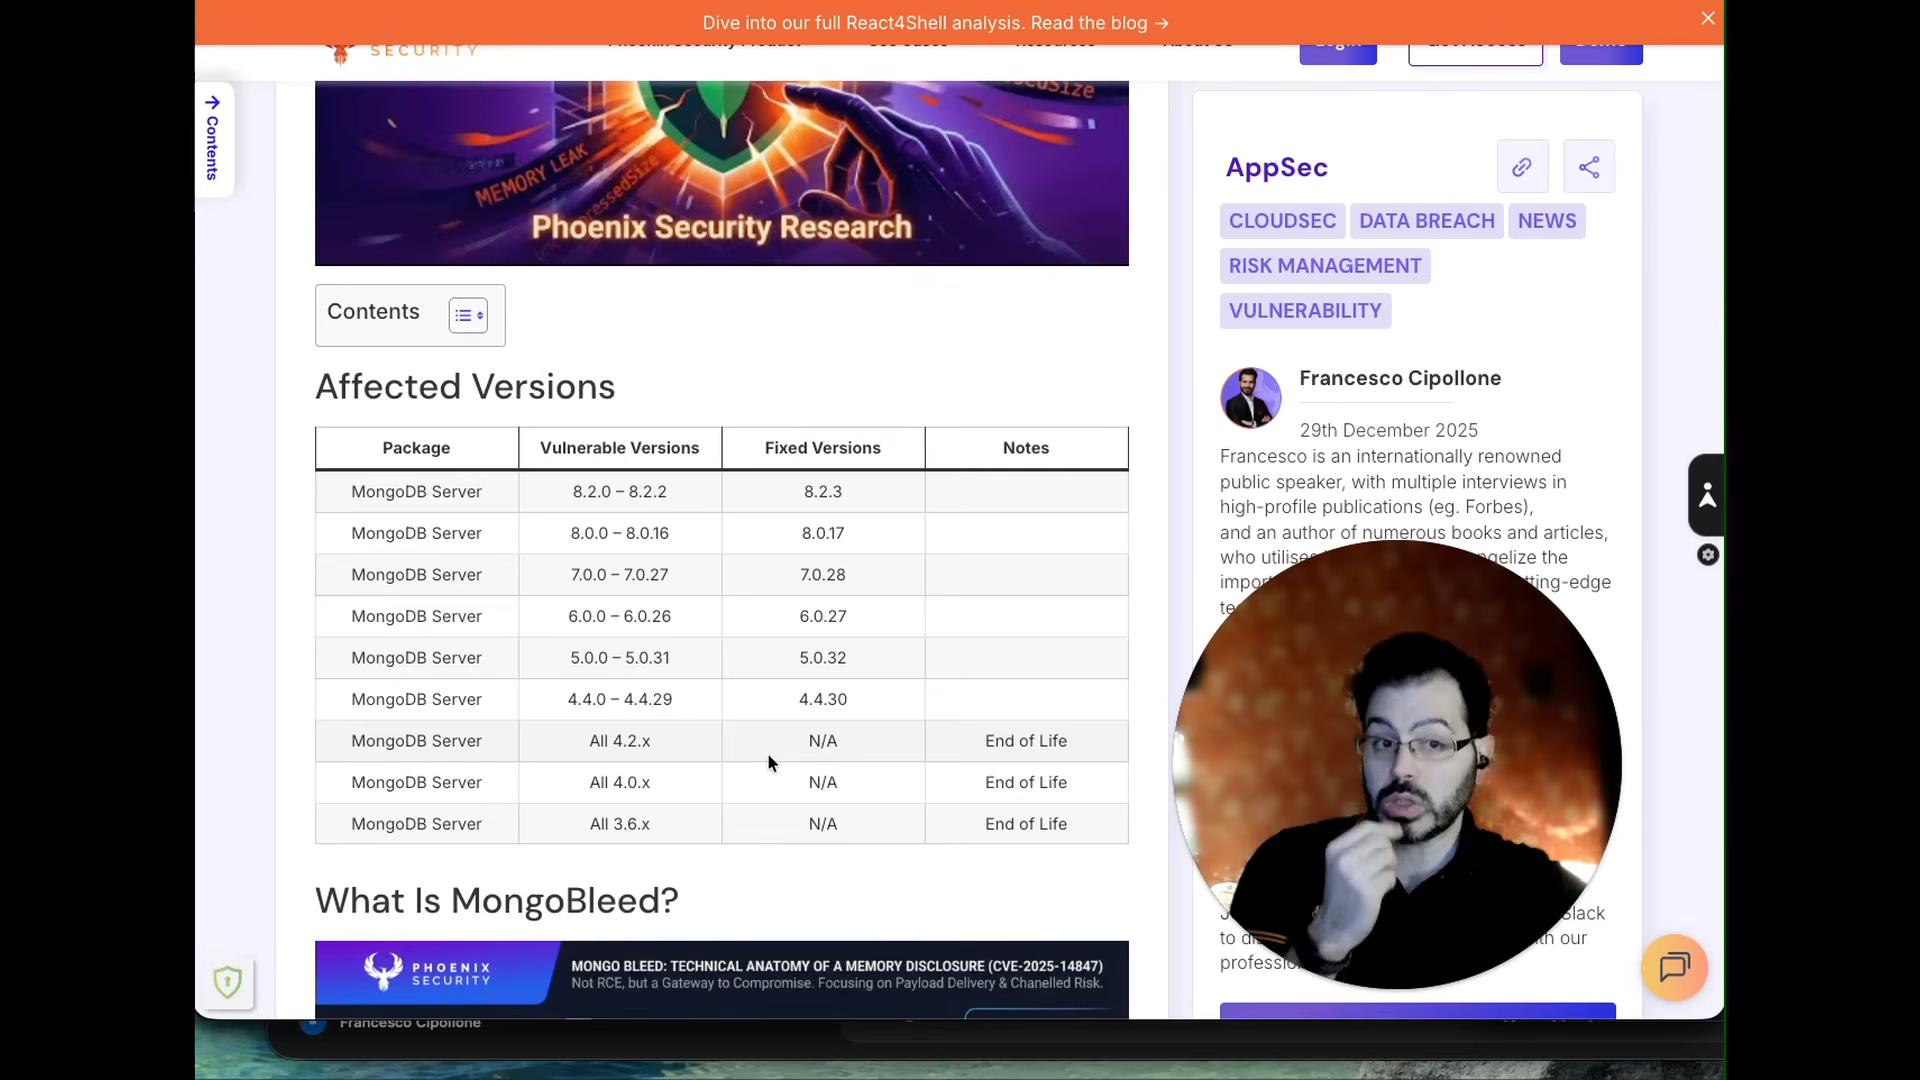 Dive into our full React4Shell analysis. Read the blog →
SECURITY
Contents
MEMORY LEAK
Phoenix Security Research
Contents
Affected Versions
Package Vulnerable Versions Fixed Versions Notes
MongoDB Server 8.2.0 – 8.2.2 8.2.3
MongoDB Server 8.0.0 – 8.0.16 8.0.17
MongoDB Server 7.0.0 – 7.0.27 7.0.28
MongoDB Server 6.0.0 – 6.0.26 6.0.27
MongoDB Server 5.0.0 – 5.0.31 5.0.32
MongoDB Server 4.4.0 – 4.4.29 4.4.30
MongoDB Server All 4.2.x N/A End of Life
MongoDB Server All 4.0.x N/A End of Life
MongoDB Server All 3.6.x N/A End of Life
What Is MongoBleed?
PHOENIX
SECURITY
MONGO BLEED: TECHNICAL ANATOMY OF A MEMORY DISCLOSURE (CVE-2025-14847)
Not RCE, but a Gateway to Compromise. Focusing on Payload Delivery & Chanelled Risk.
AppSec
CLOUDSEC DATA BREACH NEWS
RISK MANAGEMENT
VULNERABILITY
Francesco Cipollone
29th December 2025
Francesco is an internationally renowned
public speaker, with multiple interviews in
high-profile publications (eg. Forbes),
and an author of numerous books and articles,
who the
to our
Francesco Cipollone